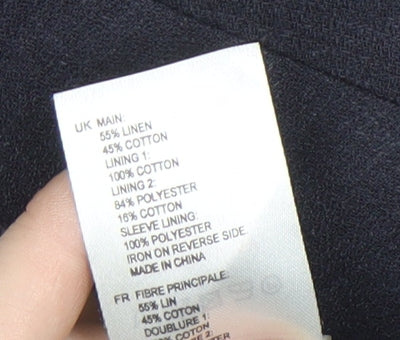 UK MAIN:
55% LINEN
45% COTTON
LINING 1:
100% COTTON
LINING 2:
84% POLYESTER
16% COTTON
SLEEVE LINING:
100% POLYESTER
IRON ON REVERSE SIDE.
MADE IN CHINA
FR FIBRE PRINCIPALE:
55% LIN
45% COTON
DOUBLURE 1:
COTON